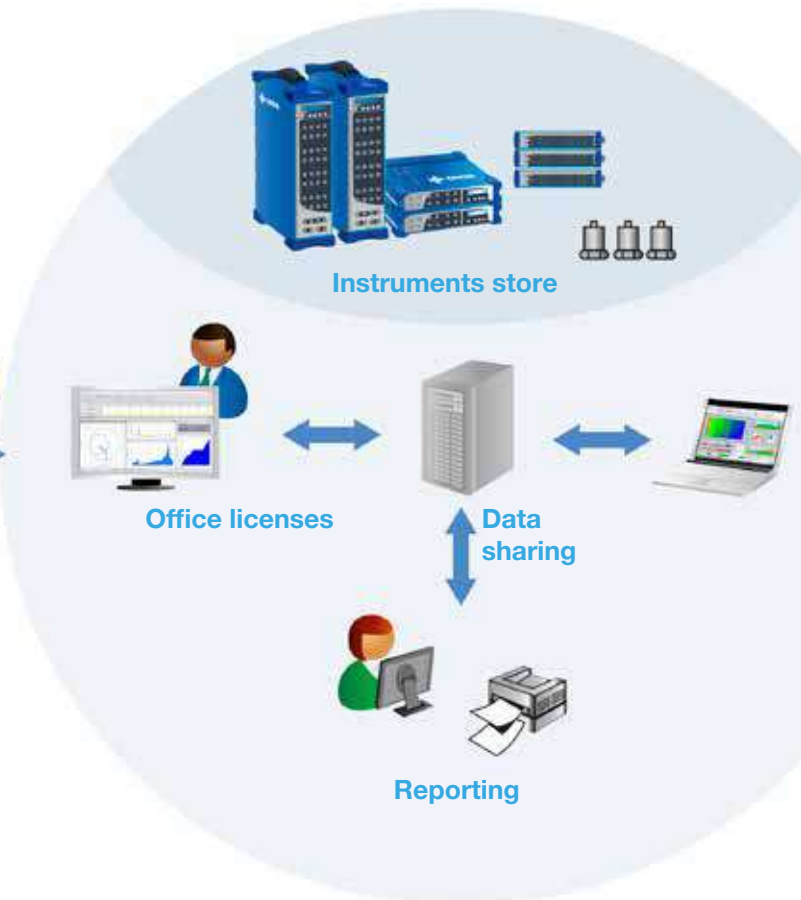 Instruments store
Office licenses
Data
sharing
Reporting